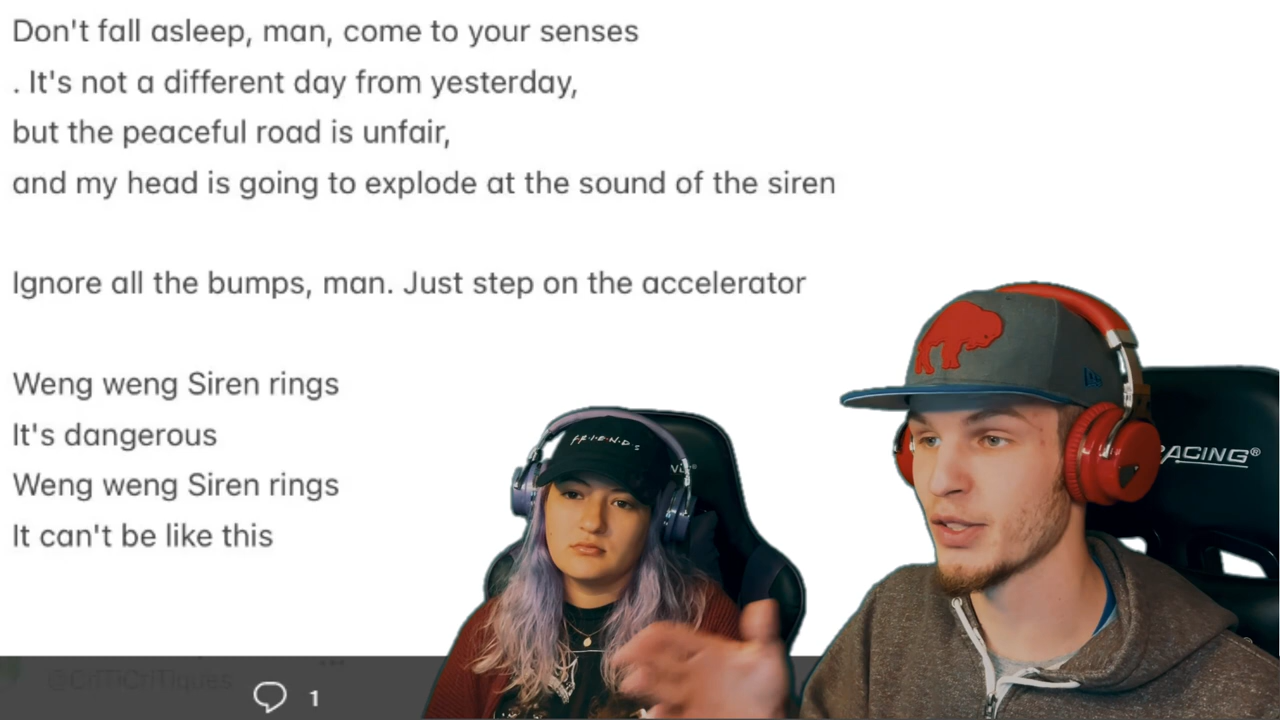 Don't fall asleep, man, come to your senses
. It's not a different day from yesterday,
but the peaceful road is unfair,
and my head is going to explode at the sound of the siren
Ignore all the bumps, man. Just step on the accelerator
Weng weng Siren rings
It's dangerous
Weng weng Siren rings
It can't be like this
F·R·I·E·N·D·S
RACING®
@CritiCritiques
1